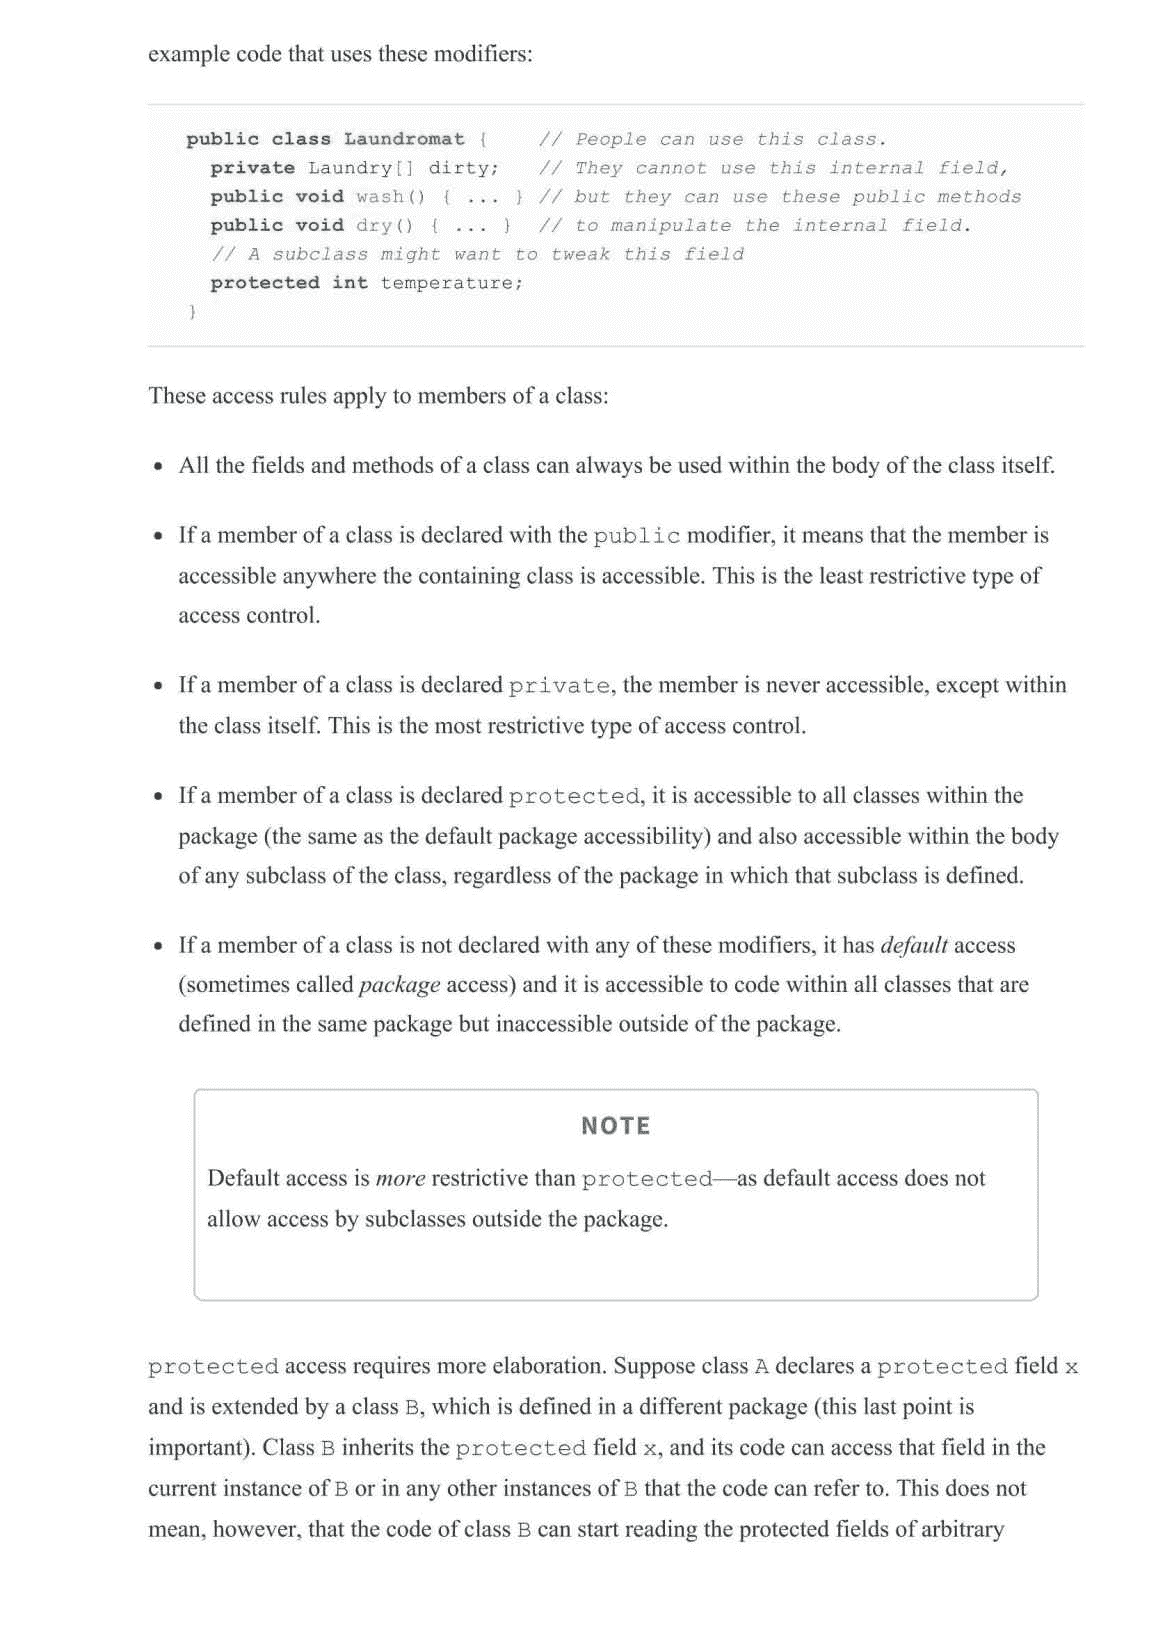 example code that uses these modifiers:
public class Laundromat {    // People can use this class.
  private Laundry[] dirty;   // They cannot use this internal field,
  public void wash() { ... } // but they can use these public methods
  public void dry() { ... }  // to manipulate the internal field.
  // A subclass might want to tweak this field
  protected int temperature;
}
These access rules apply to members of a class:
• All the fields and methods of a class can always be used within the body of the class itself.
• If a member of a class is declared with the public modifier, it means that the member is
accessible anywhere the containing class is accessible. This is the least restrictive type of
access control.
• If a member of a class is declared private, the member is never accessible, except within
the class itself. This is the most restrictive type of access control.
• If a member of a class is declared protected, it is accessible to all classes within the
package (the same as the default package accessibility) and also accessible within the body
of any subclass of the class, regardless of the package in which that subclass is defined.
• If a member of a class is not declared with any of these modifiers, it has default access
(sometimes called package access) and it is accessible to code within all classes that are
defined in the same package but inaccessible outside of the package.
NOTE
Default access is more restrictive than protected—as default access does not
allow access by subclasses outside the package.
protected access requires more elaboration. Suppose class A declares a protected field x
and is extended by a class B, which is defined in a different package (this last point is
important). Class B inherits the protected field x, and its code can access that field in the
current instance of B or in any other instances of B that the code can refer to. This does not
mean, however, that the code of class B can start reading the protected fields of arbitrary